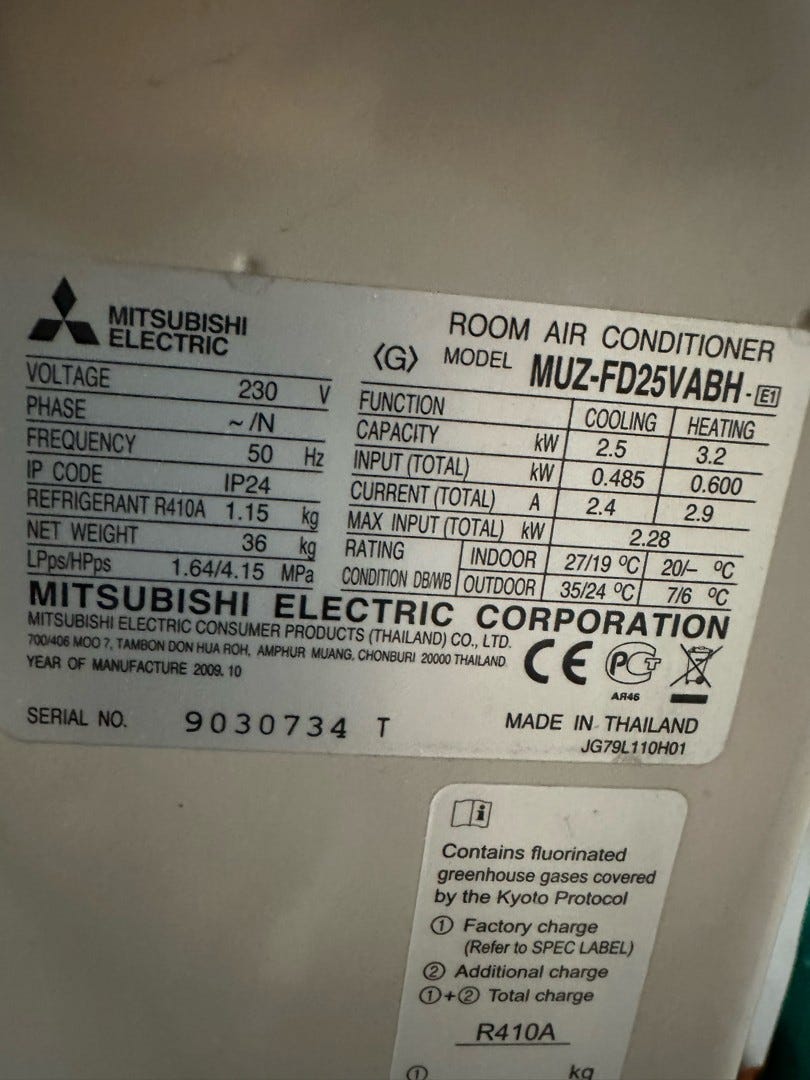 MITSUBISHI
ELECTRIC
VOLTAGE 230 V
PHASE ~/N
FREQUENCY 50 Hz
IP CODE IP24
REFRIGERANT R410A 1.15 kg
NET WEIGHT 36 kg
LPps/HPps 1.64/4.15 MPa
ROOM AIR CONDITIONER
⟨G⟩ MODEL MUZ-FD25VABH-E1
FUNCTION COOLING HEATING
CAPACITY kW 2.5 3.2
INPUT (TOTAL) kW 0.485 0.600
CURRENT (TOTAL) A 2.4 2.9
MAX INPUT (TOTAL) kW 2.28
RATING INDOOR 27/19 °C 20/– °C
CONDITION DB/WB OUTDOOR 35/24 °C 7/6 °C
MITSUBISHI ELECTRIC CORPORATION
MITSUBISHI ELECTRIC CONSUMER PRODUCTS (THAILAND) CO., LTD.
700/406 MOO 7, TAMBON DON HUA ROH, AMPHUR MUANG, CHONBURI 20000 THAILAND
YEAR OF MANUFACTURE 2009. 10
CE
PCT
АЯ46
SERIAL NO. 9030734 T
MADE IN THAILAND
JG79L110H01
i
Contains fluorinated
greenhouse gases covered
by the Kyoto Protocol
① Factory charge
(Refer to SPEC LABEL)
② Additional charge
①+② Total charge
R410A
① kg